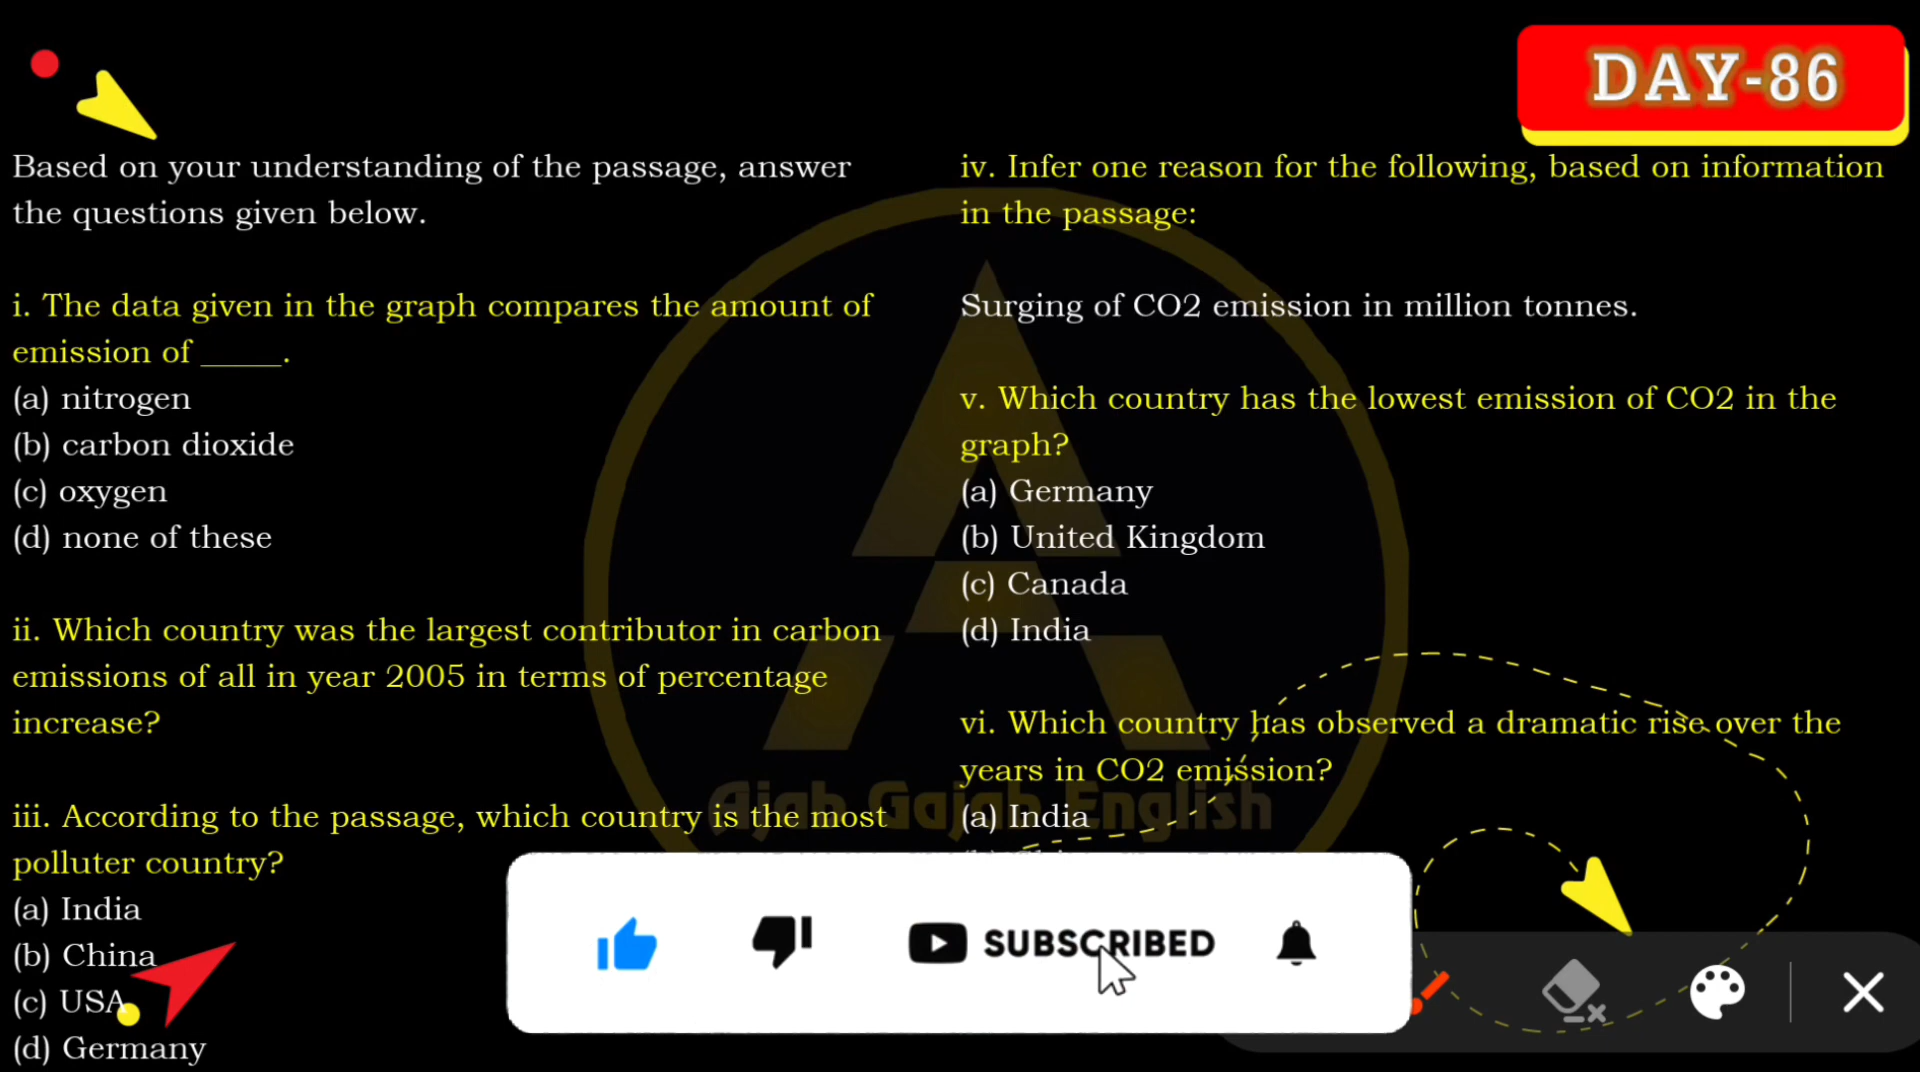 DAY-86
Based on your understanding of the passage, answer
the questions given below.
i. The data given in the graph compares the amount of
emission of _____.
(a) nitrogen
(b) carbon dioxide
(c) oxygen
(d) none of these
ii. Which country was the largest contributor in carbon
emissions of all in year 2005 in terms of percentage
increase?
iii. According to the passage, which country is the most
polluter country?
(a) India
(b) China
(c) USA
(d) Germany
iv. Infer one reason for the following, based on information
in the passage:
Surging of CO2 emission in million tonnes.
v. Which country has the lowest emission of CO2 in the
graph?
(a) Germany
(b) United Kingdom
(c) Canada
(d) India
vi. Which country has observed a dramatic rise over the
years in CO2 emission?
(a) India
Ajab Gajab English
SUBSCRIBED